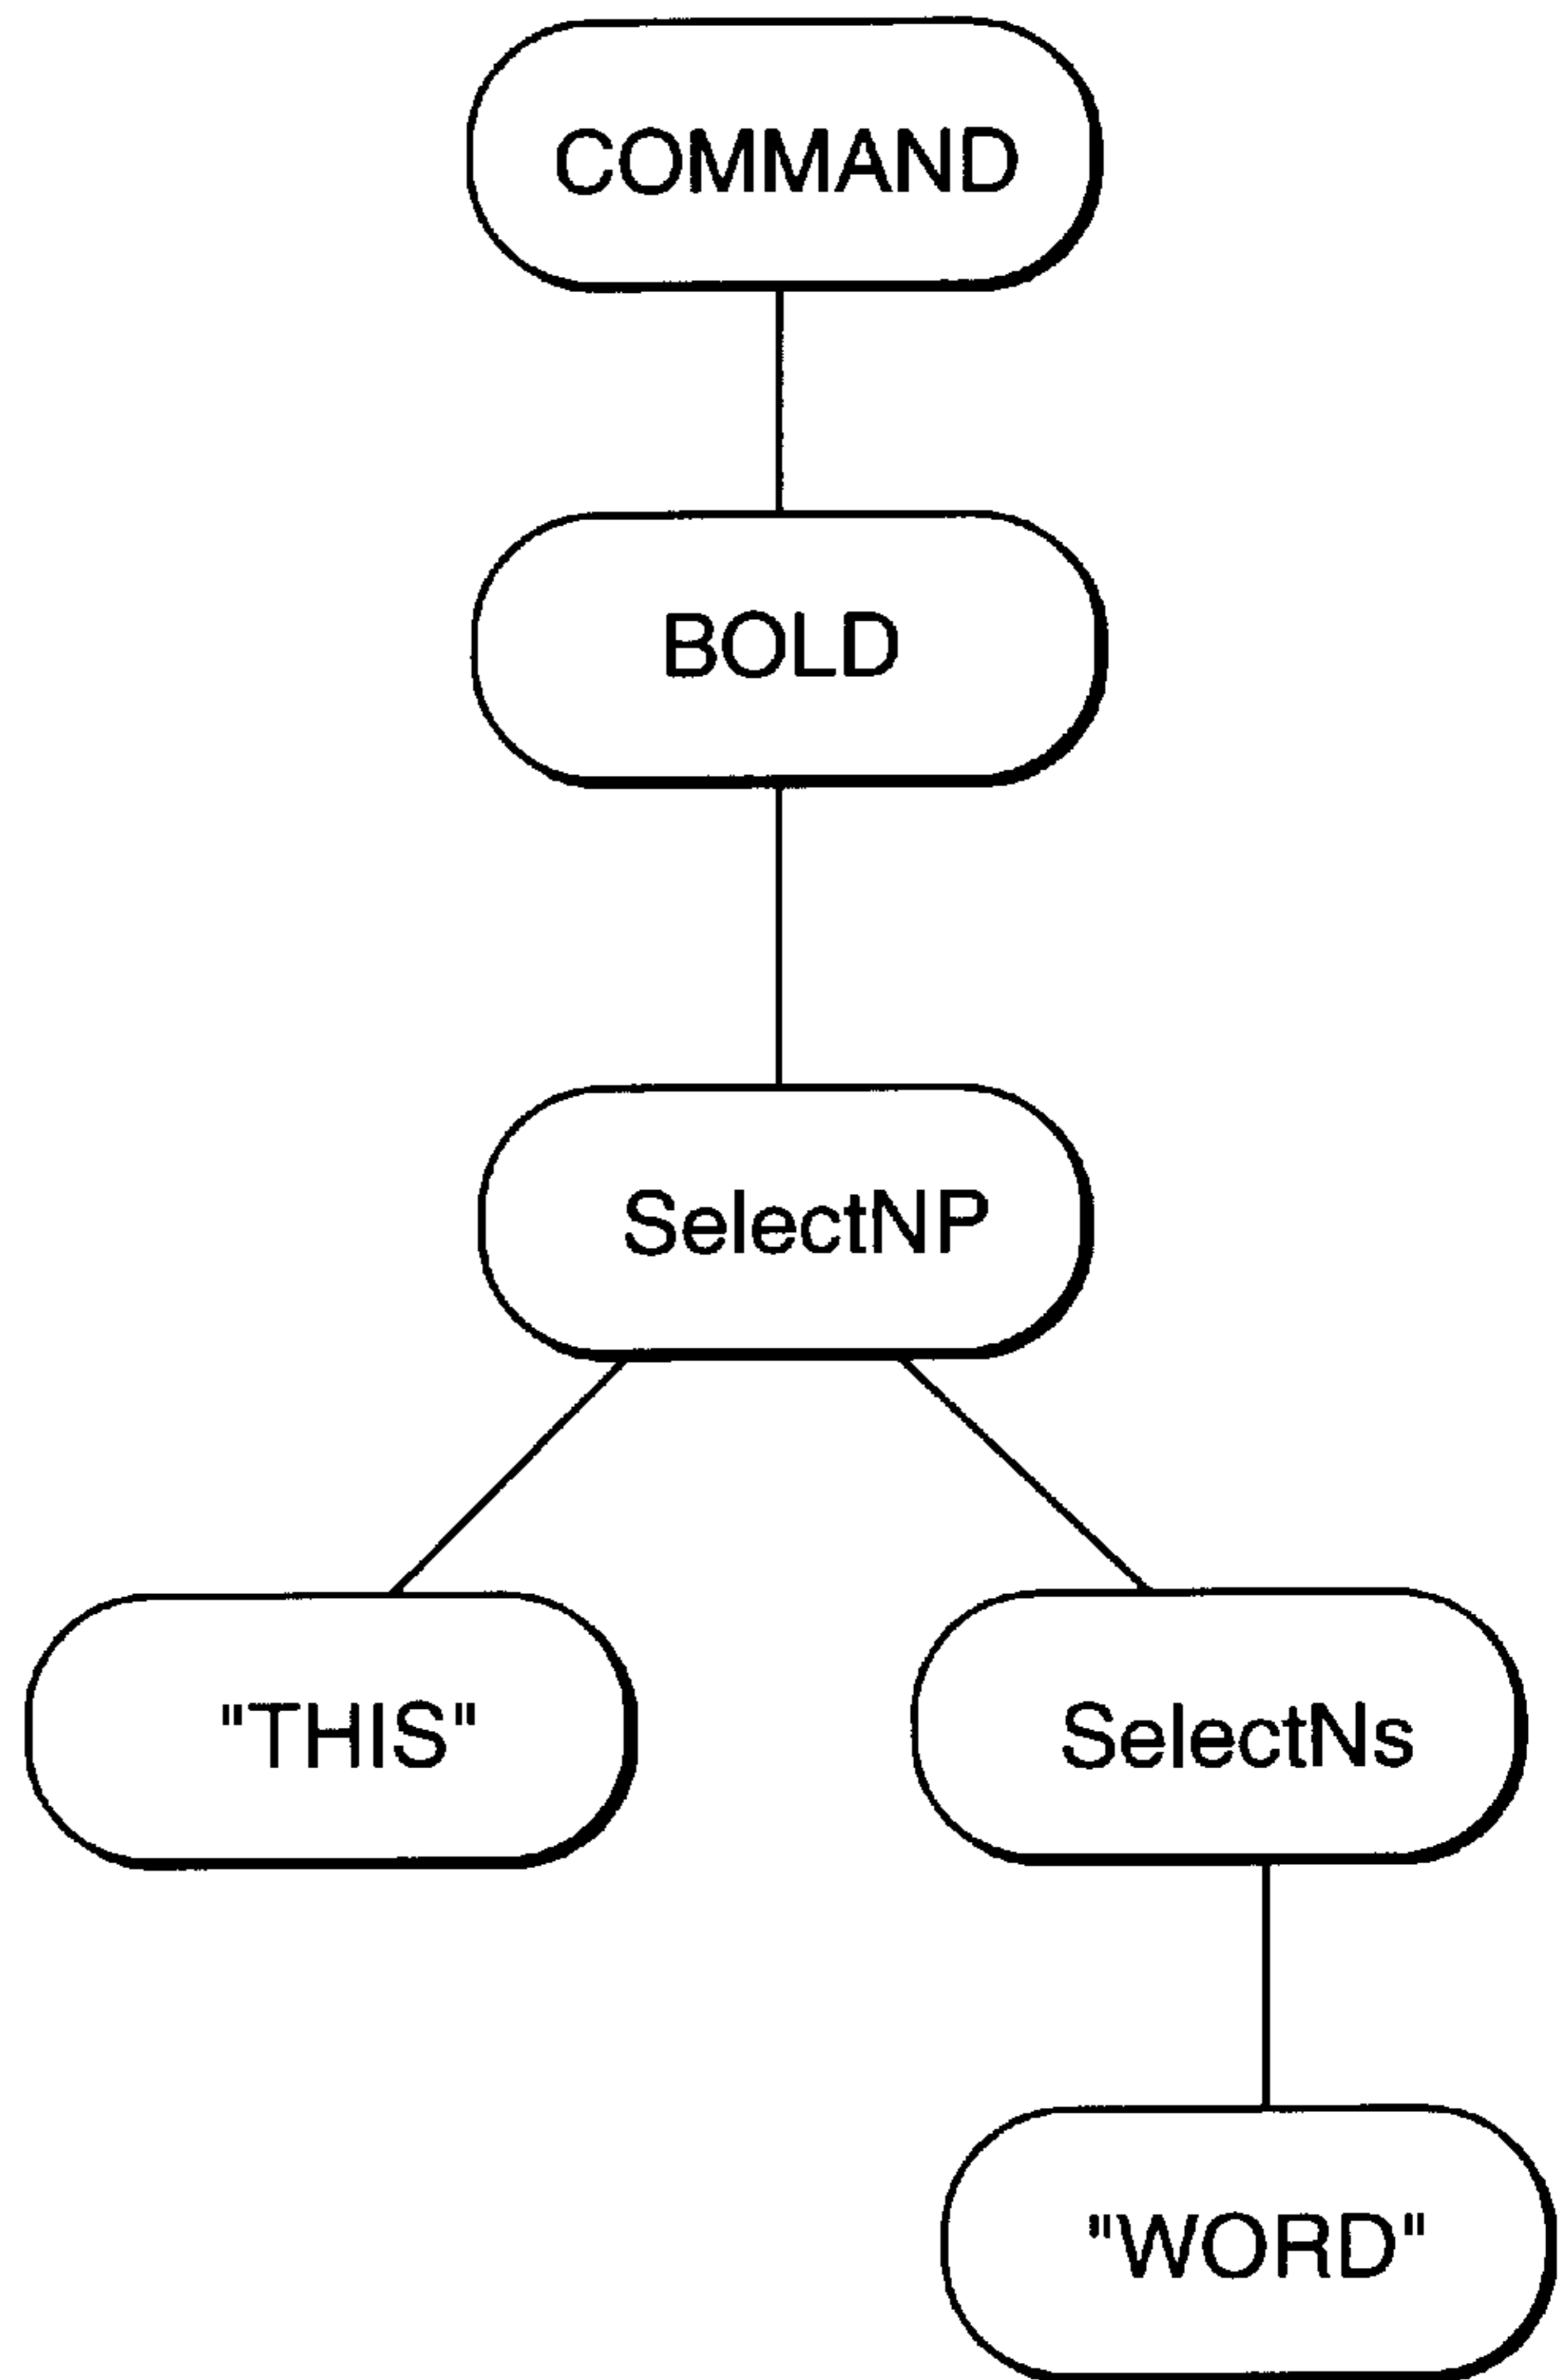 COMMAND
BOLD
SelectNP
"THIS"
SelectNs
"WORD"